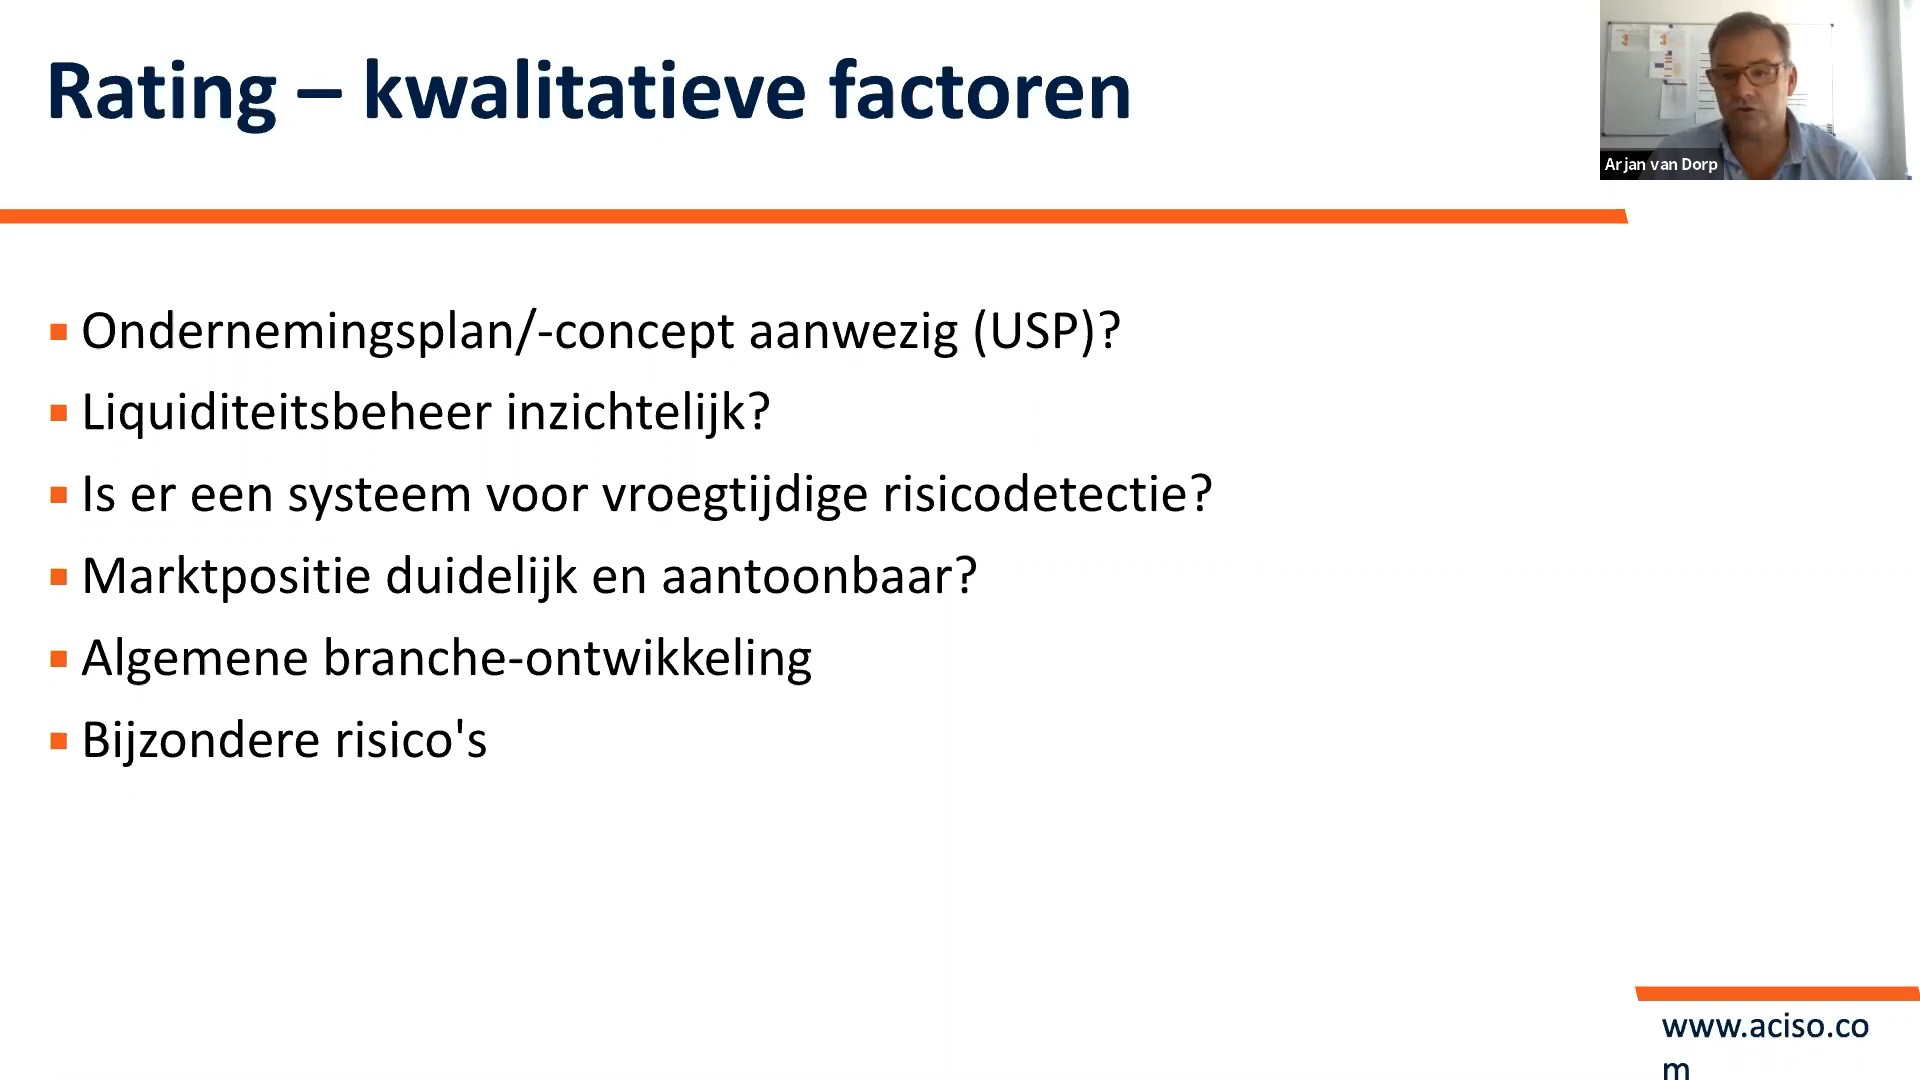 Rating – kwalitatieve factoren
Arjan van Dorp
Ondernemingsplan/-concept aanwezig (USP)?
Liquiditeitsbeheer inzichtelijk?
Is er een systeem voor vroegtijdige risicodetectie?
Marktpositie duidelijk en aantoonbaar?
Algemene branche-ontwikkeling
Bijzondere risico's
www.aciso.co
m